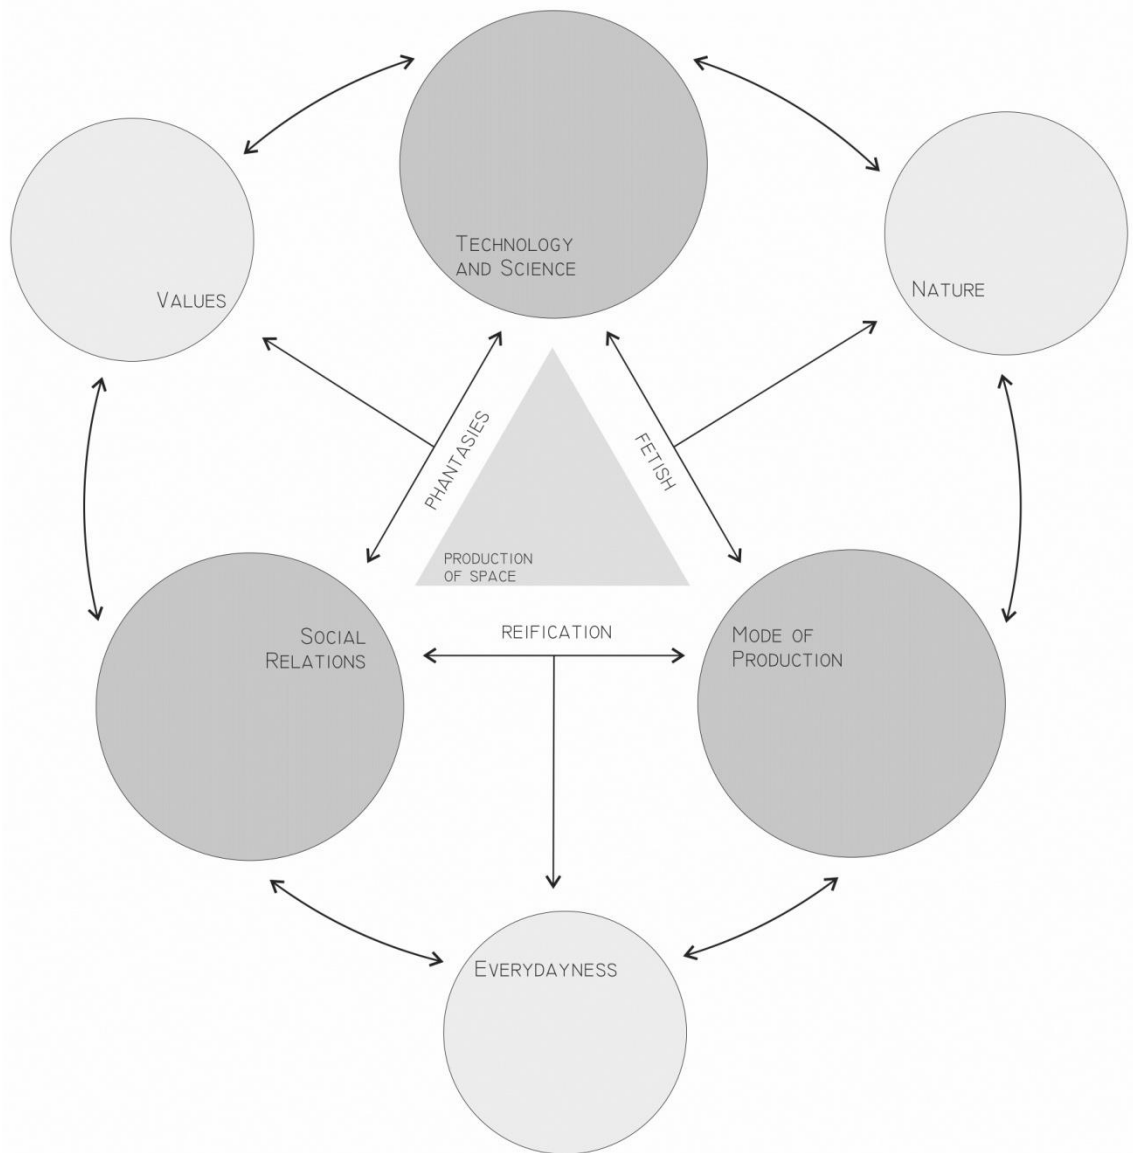 Technology
and Science
Values
Nature
Phantasies
Fetish
Production
of Space
Reification
Social
Relations
Mode of
Production
Everydayness